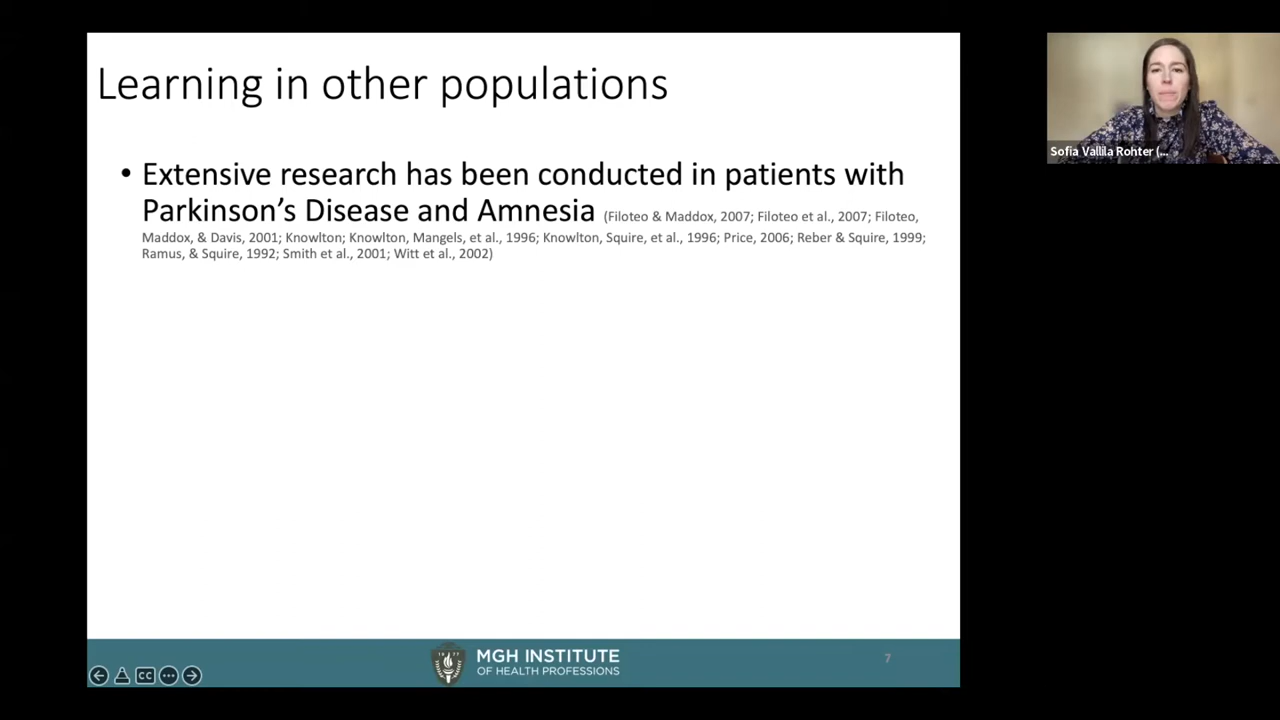 Learning in other populations
• Extensive research has been conducted in patients with
Parkinson's Disease and Amnesia (Filoteo & Maddox, 2007; Filoteo et al., 2007; Filoteo,
Maddox, & Davis, 2001; Knowlton; Knowlton, Mangels, et al., 1996; Knowlton, Squire, et al., 1996; Price, 2006; Reber & Squire, 1999;
Ramus, & Squire, 1992; Smith et al., 2001; Witt et al., 2002)
Sofia Vallila Rohter (...
1977
MGH INSTITUTE
OF HEALTH PROFESSIONS
7
CC